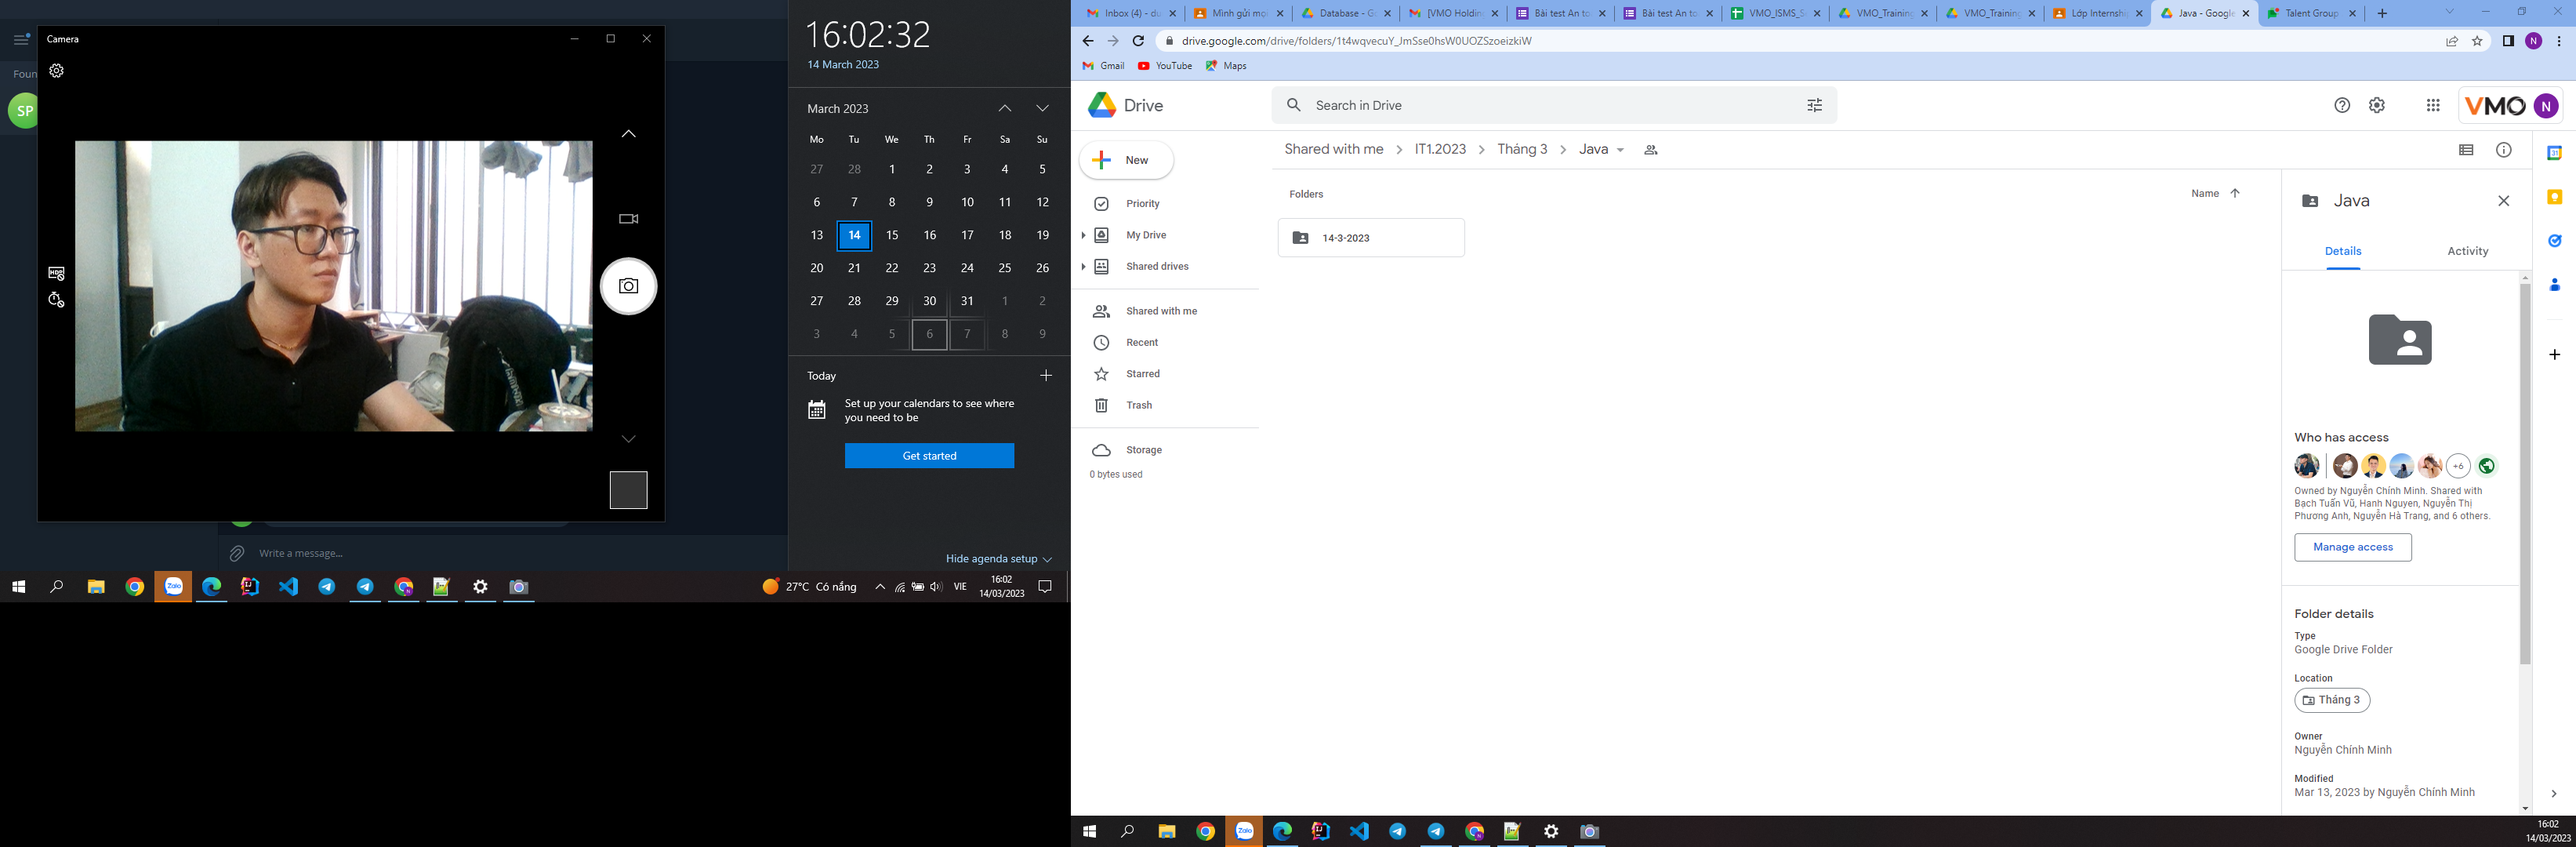 Camera
Foun
SP
Write a message...
16:02:32
14 March 2023
March 2023
Mo Tu We Th Fr Sa Su
27 28 1 2 3 4 5
6 7 8 9 10 11 12
13 14 15 16 17 18 19
20 21 22 23 24 25 26
27 28 29 30 31 1 2
3 4 5 6 7 8 9
Today
Set up your calendars to see where
you need to be
Get started
Hide agenda setup
Zalo
27°C Có nắng
VIE
16:02
14/03/2023
Inbox (4) - du
Mình gửi mọi
Database - Go
[VMO Holding
Bài test An to
Bài test An to
VMO_ISMS_S
VMO_Training
VMO_Training
Lớp Internship
Java - Google
Talent Group
drive.google.com/drive/folders/1t4wqvecuY_JmSse0hsW0UOZSzoeizkiW
N
Gmail YouTube Maps
Drive
Search in Drive
VMO N
New
Priority
My Drive
Shared drives
Shared with me
Recent
Starred
Trash
Storage
0 bytes used
Shared with me > IT1.2023 > Tháng 3 > Java
Folders
Name
14-3-2023
Java
Details Activity
Who has access
+6
Owned by Nguyễn Chính Minh. Shared with
Bạch Tuấn Vũ, Hanh Nguyen, Nguyễn Thị
Phương Anh, Nguyễn Hà Trang, and 6 others.
Manage access
Folder details
Type
Google Drive Folder
Location
Tháng 3
Owner
Nguyễn Chính Minh
Modified
Mar 13, 2023 by Nguyễn Chính Minh
31
Zalo
16:02
14/03/2023